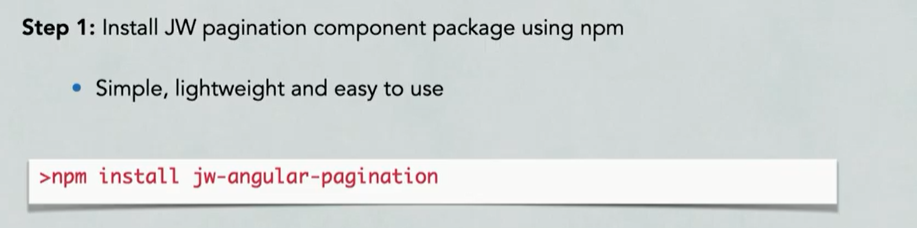 Step 1: Install JW pagination component package using npm
• Simple, lightweight and easy to use
>npm install jw-angular-pagination